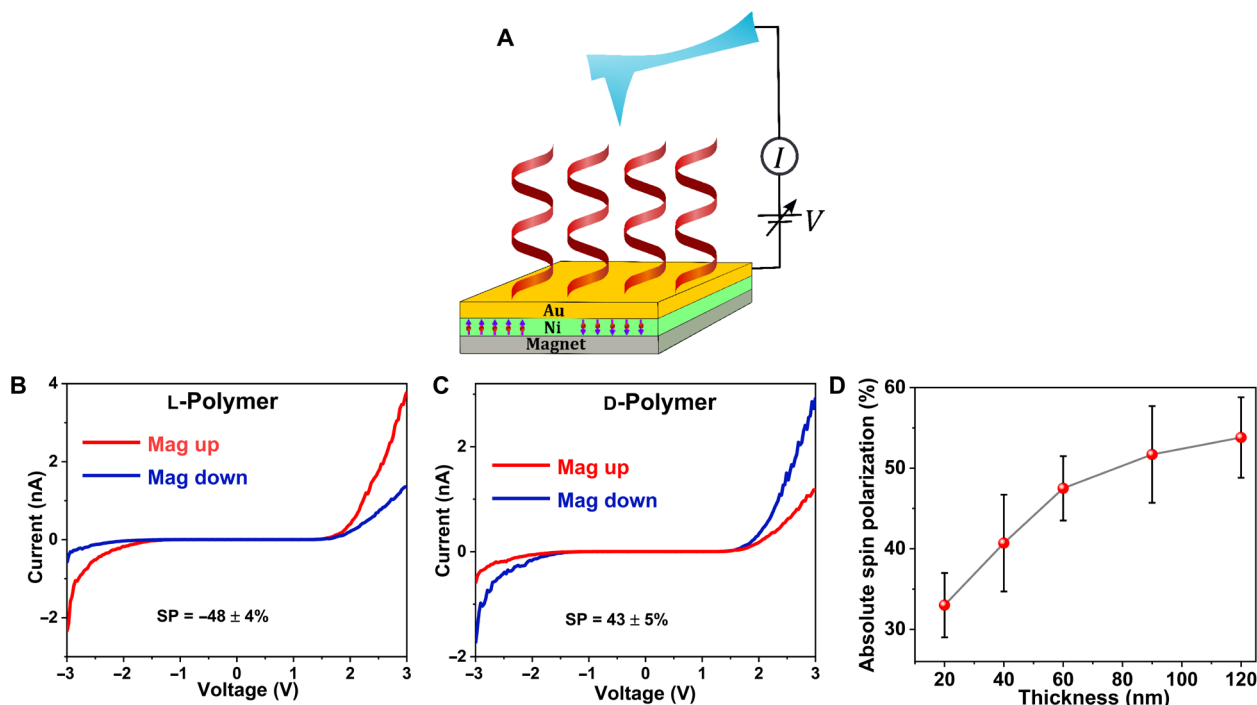 A
I
V
Au
Ni
Magnet
B
L-Polymer
Mag up
Mag down
SP = –48 ± 4%
Current (nA)
4
2
0
−2
−3
−2
−1
0
1
2
3
Voltage (V)
C
D-Polymer
Mag up
Mag down
SP = 43 ± 5%
Current (nA)
2
0
−2
−3
−2
−1
0
1
2
3
Voltage (V)
D
Absolute spin polarization (%)
60
50
40
30
20
40
60
80
100
120
Thickness (nm)